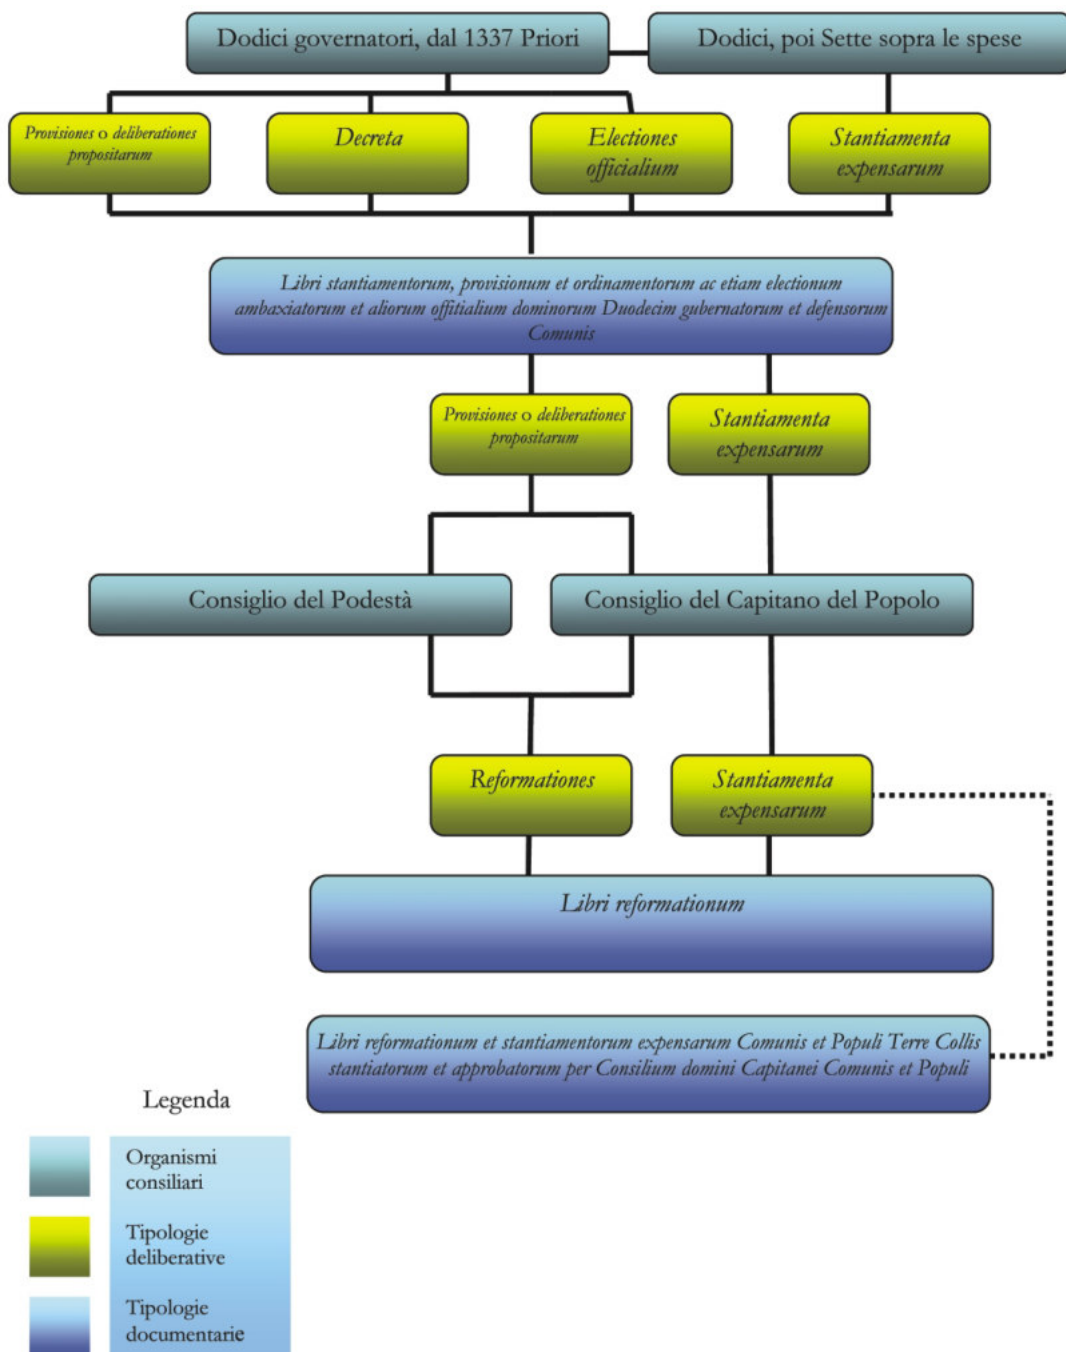 Dodici governatori, dal 1337 Priori
Dodici, poi Sette sopra le spese
Provisiones o deliberationes
propositarum
Decreta
Electiones
officialium
Stantiamenta
expensarum
Libri stantiamentorum, provisionum et ordinamentorum ac etiam electionum
ambaxiatorum et aliorum offitialium dominorum Duodecim gubernatorum et defensorum
Comunis
Provisiones o deliberationes
propositarum
Stantiamenta
expensarum
Consiglio del Podestà
Consiglio del Capitano del Popolo
Reformationes
Stantiamenta
expensarum
Libri reformationum
Libri reformationum et stantiamentorum expensarum Comunis et Populi Terre Collis
stantiatorum et approbatorum per Consilium domini Capitanei Comunis et Populi
Legenda
Organismi
consiliari
Tipologie
deliberative
Tipologie
documentarie